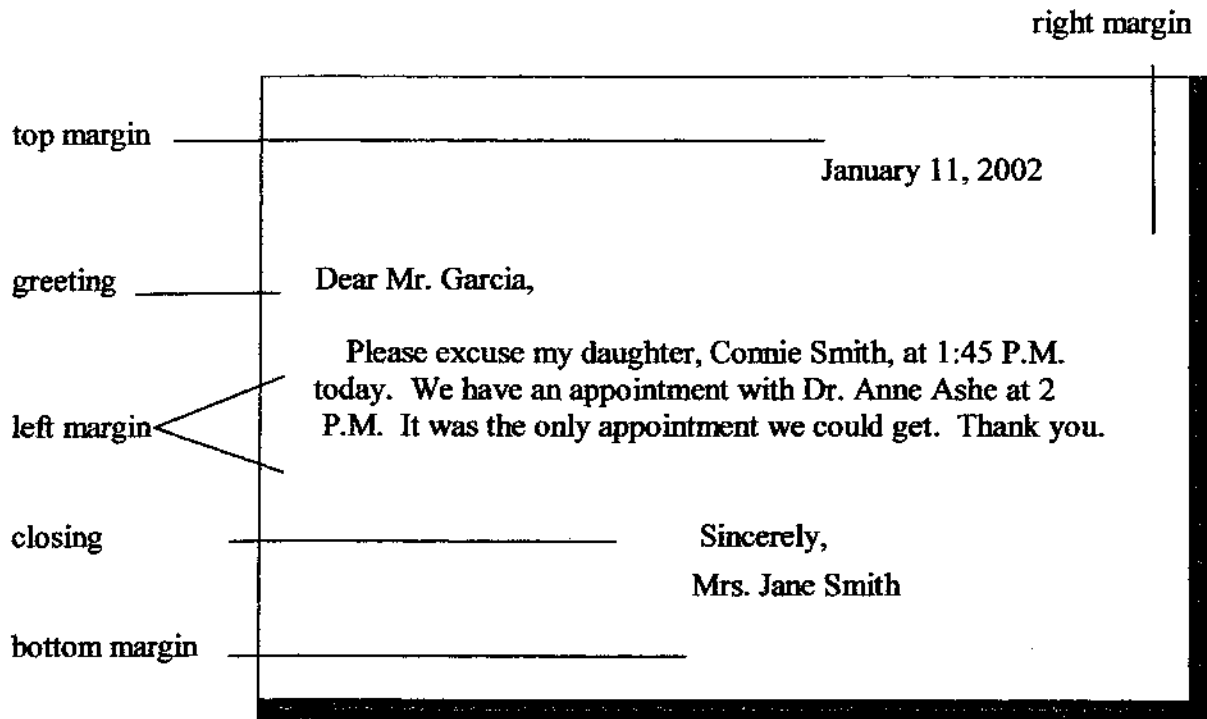 right margin
top margin
January 11, 2002
greeting
Dear Mr. Garcia,
Please excuse my daughter, Connie Smith, at 1:45 P.M.
today. We have an appointment with Dr. Anne Ashe at 2
left margin
P.M. It was the only appointment we could get. Thank you.
closing
Sincerely,
Mrs. Jane Smith
bottom margin